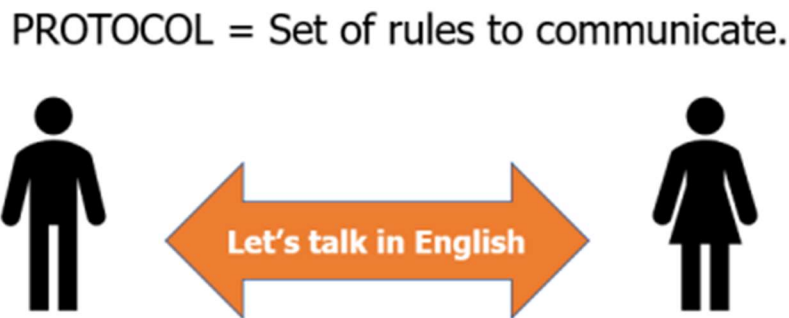 PROTOCOL = Set of rules to communicate.
Let's talk in English